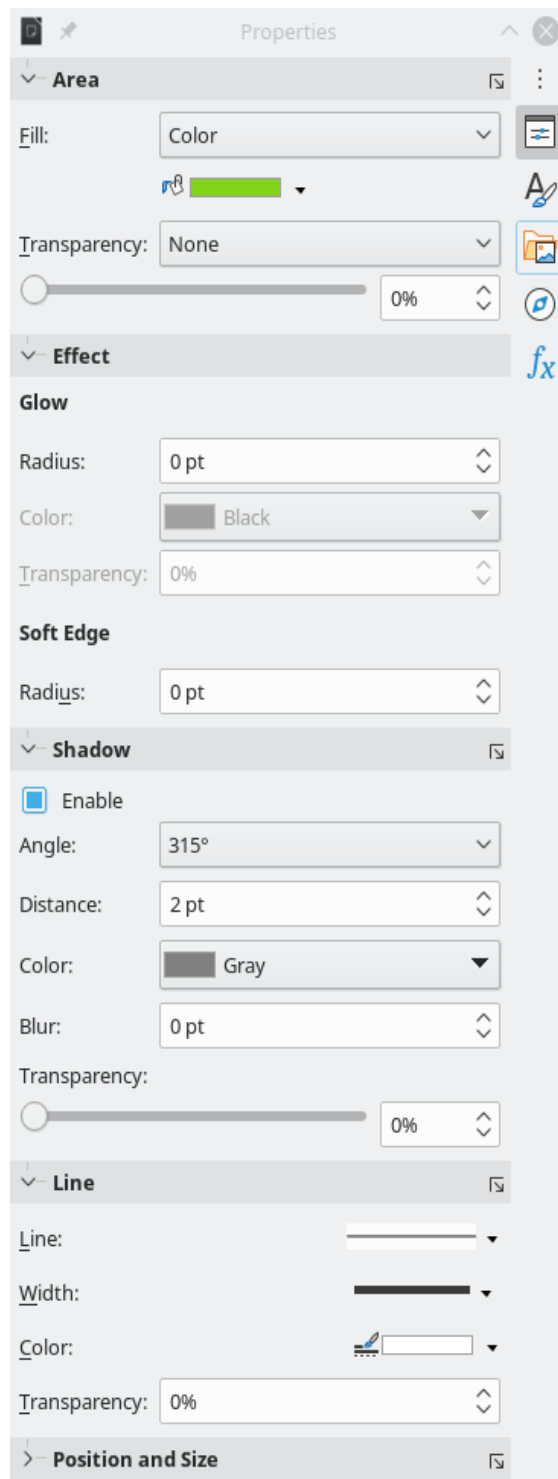 Properties
Area
Fill: Color
Transparency: None
0%
Effect
Glow
Radius: 0 pt
Color: Black
Transparency: 0%
Soft Edge
Radius: 0 pt
Shadow
Enable
Angle: 315°
Distance: 2 pt
Color: Gray
Blur: 0 pt
Transparency:
0%
Line
Line:
Width:
Color:
Transparency: 0%
Position and Size